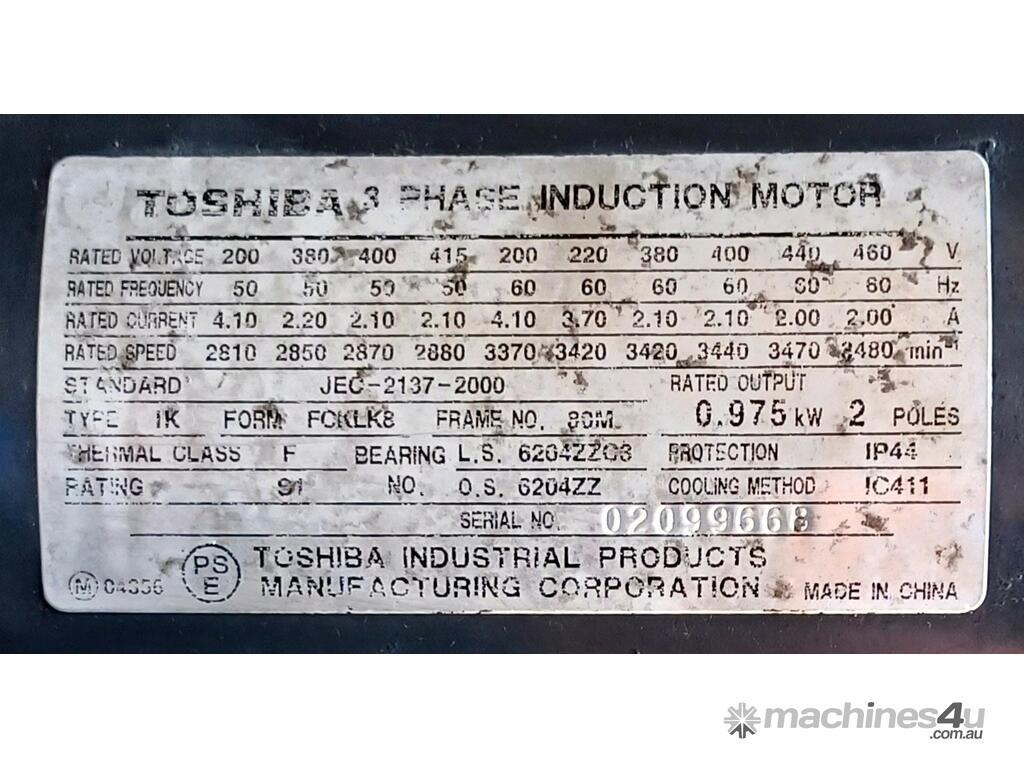 TOSHIBA 3 PHASE INDUCTION MOTOR
RATED VOLTAGE 200 380 400 415 200 220 380 400 440 460 V
RATED FREQUENCY 50 50 50 50 60 60 60 60 60 60 Hz
RATED CURRENT 4.10 2.20 2.10 2.10 4.10 3.70 2.10 2.10 2.00 2.00 A
RATED SPEED 2810 2850 2870 2880 3370 3420 3420 3440 3470 3480 min-1
STANDARD JEC-2137-2000 RATED OUTPUT
TYPE IK FORM FCKLK8 FRAME NO. 80M 0.975 kW 2 POLES
THERMAL CLASS F BEARING L.S. 6204ZZC3 PROTECTION IP44
RATING S1 NO. O.S. 6204ZZ COOLING METHOD IC411
SERIAL NO. 02099668
M PS E TOSHIBA INDUSTRIAL PRODUCTS
MANUFACTURING CORPORATION MADE IN CHINA
machines4u
.com.au